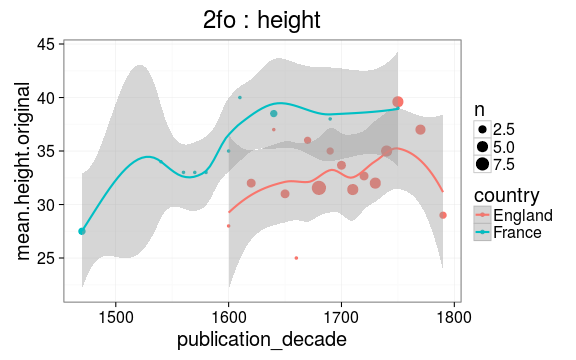 2fo : height
mean.height.original
45
40
35
30
25
1500
1600
1700
1800
publication_decade
n
2.5
5.0
7.5
country
England
France